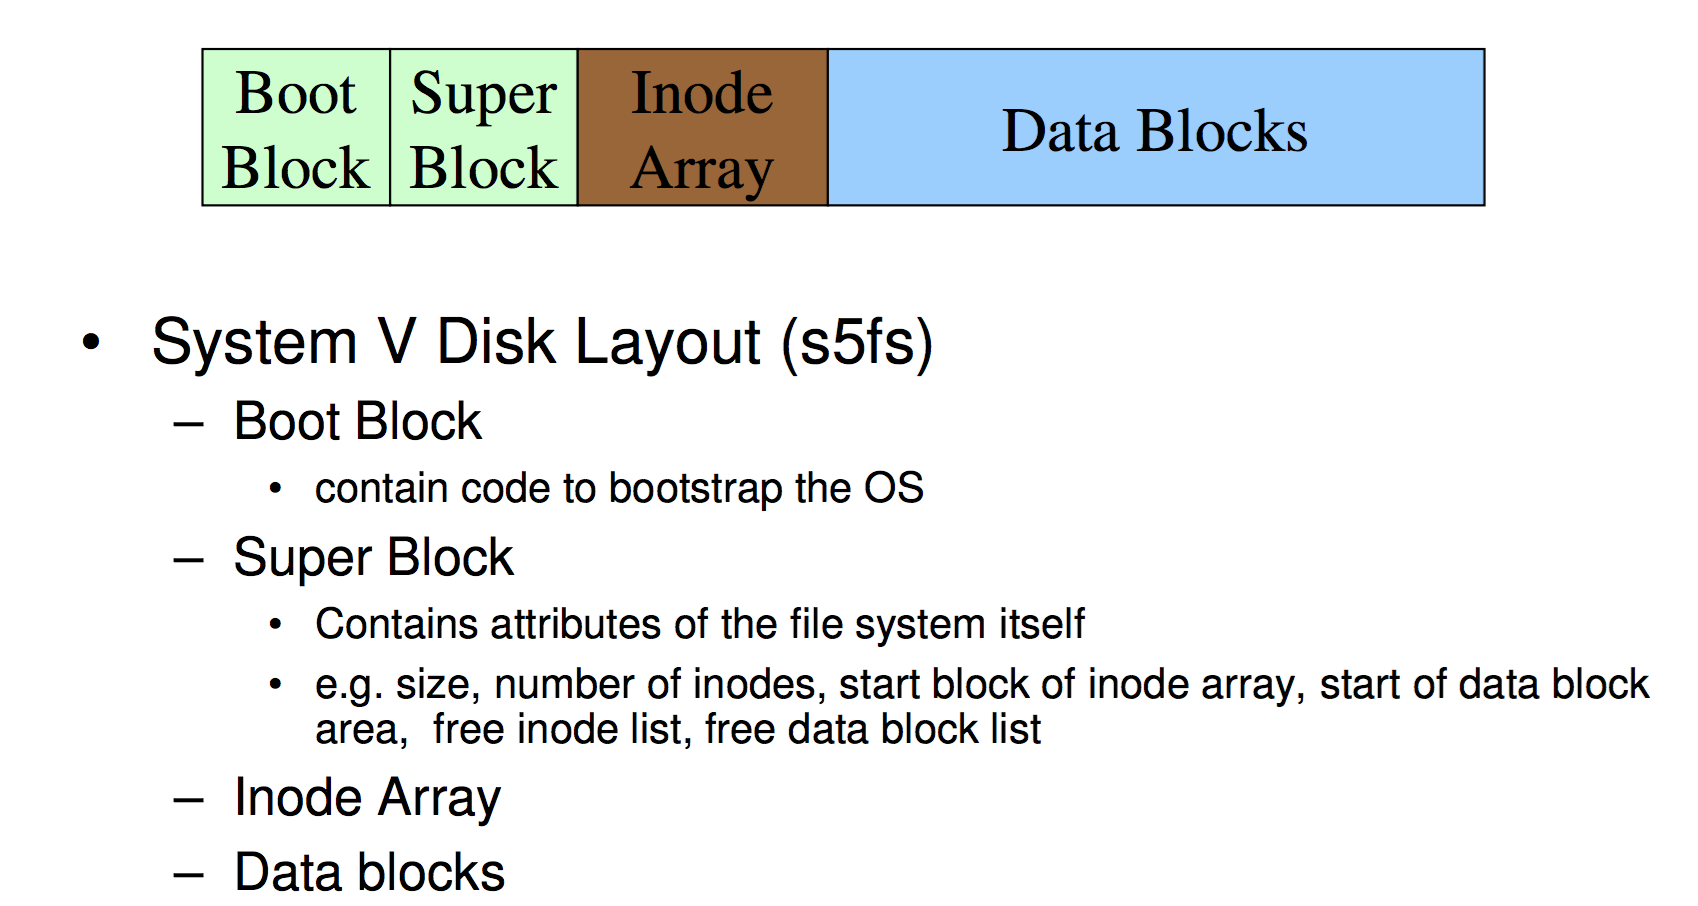 Boot
Block
Super
Block
Inode
Array
Data Blocks
• System V Disk Layout (s5fs)
– Boot Block
• contain code to bootstrap the OS
– Super Block
• Contains attributes of the file system itself
• e.g. size, number of inodes, start block of inode array, start of data block
area,  free inode list, free data block list
– Inode Array
– Data blocks